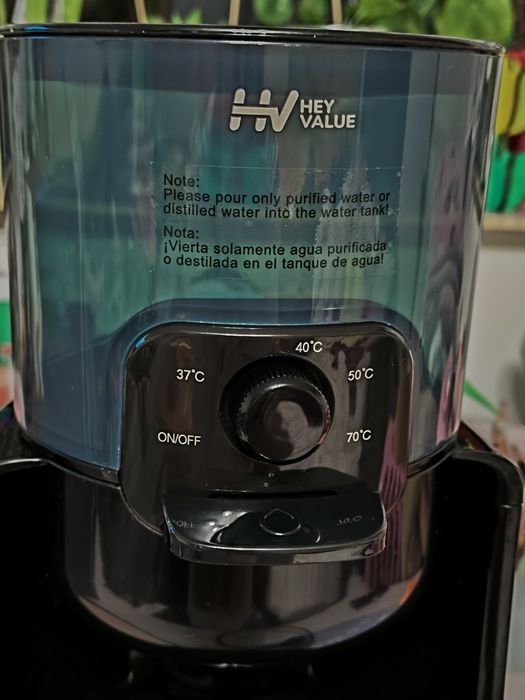 HV HEY
VALUE
Note:
Please pour only purified water or
distilled water into the water tank!
Nota:
¡Vierta solamente agua purificada
o destilada en el tanque de agua!
40°C
37°C
50°C
ON/OFF
70°C